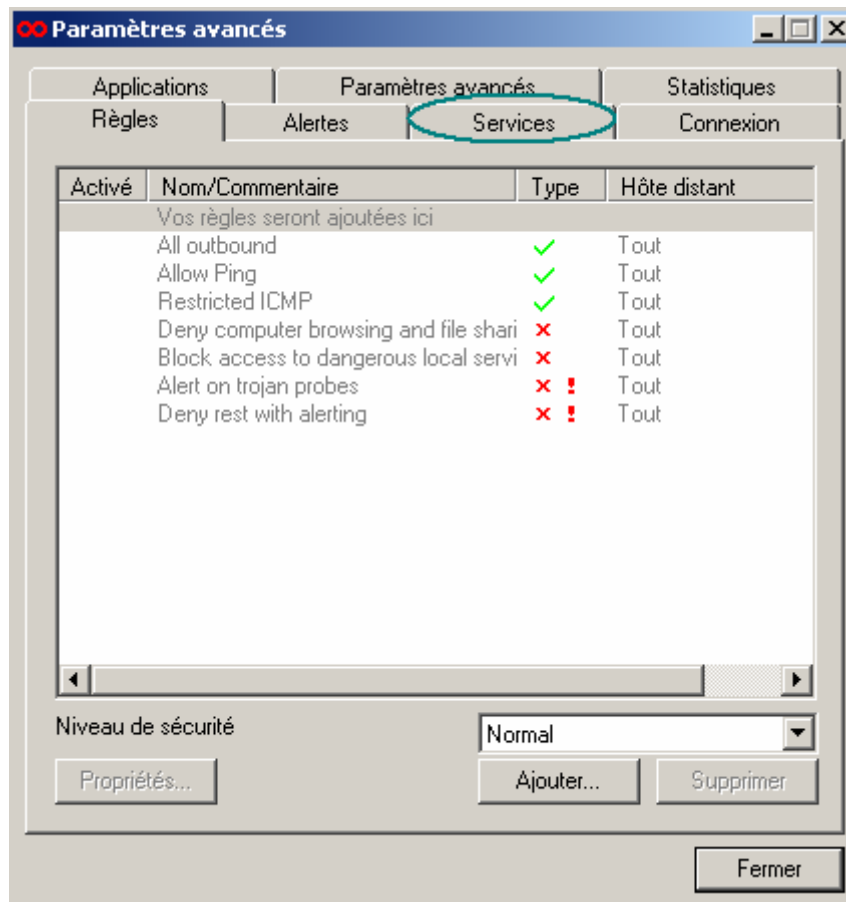 Paramètres avancés
Applications Paramètres avancés Statistiques
Règles Alertes Services Connexion
Activé Nom/Commentaire Type Hôte distant
Vos règles seront ajoutées ici
All outbound Tout
Allow Ping Tout
Restricted ICMP Tout
Deny computer browsing and file shari Tout
Block access to dangerous local servi Tout
Alert on trojan probes ! Tout
Deny rest with alerting ! Tout
Niveau de sécurité Normal
Propriétés... Ajouter... Supprimer
Fermer